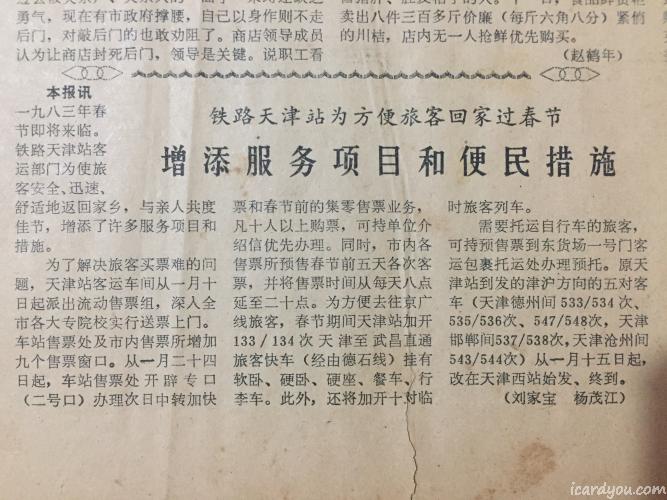 勇气，现在有市政府撑腰，自己以身作则不走
后门，对敲后门的也敢劝阻了。商店领导成员
认为让商店封死后门，领导是关键。说职工看
卖出八件三百多斤价廉（每斤六角八分）紧俏
的川桔，店内无一人抢鲜优先购买。
（赵鹤年）
铁路天津站为方便旅客回家过春节
增添服务项目和便民措施
本报讯
一九八三年春
节即将来临。
铁路天津站客
运部门为使旅
客安全、迅速、
舒适地返回家乡，与亲人共度
佳节，增添了许多服务项目和
措施。
为了解决旅客买票难的问
题，天津站客运车间从一月十
日起派出流动售票组，深入全
市各大专院校实行送票上门。
车站售票处及市内售票所增加
九个售票窗口。从一月二十四
日起，车站售票处开辟专口
（二号口）办理次日中转加快
票和春节前的集零售票业务，
凡十人以上购票，可持单位介
绍信优先办理。同时，市内各
售票所预售春节前五天各次客
票，并将售票时间从每天八点
延至二十点。为方便去往京广
线旅客，春节期间天津站加开
133/134次天津至武昌直通
旅客快车（经由德石线）挂有
软卧、硬卧、硬座、餐车、行
李车。此外，还将加开十对临
时旅客列车。
需要托运自行车的旅客，
可持预售票到东货场一号门客
运包裹托运处办理预托。原天
津站到发的津沪方向的五对客
车（天津德州间533/534次、
535/536次、547/548次，天津
邯郸间537/538次，天津沧州间
543/544次）从一月十五日起，
改在天津西站始发、终到。
（刘家宝 杨茂江）
icardyou.com